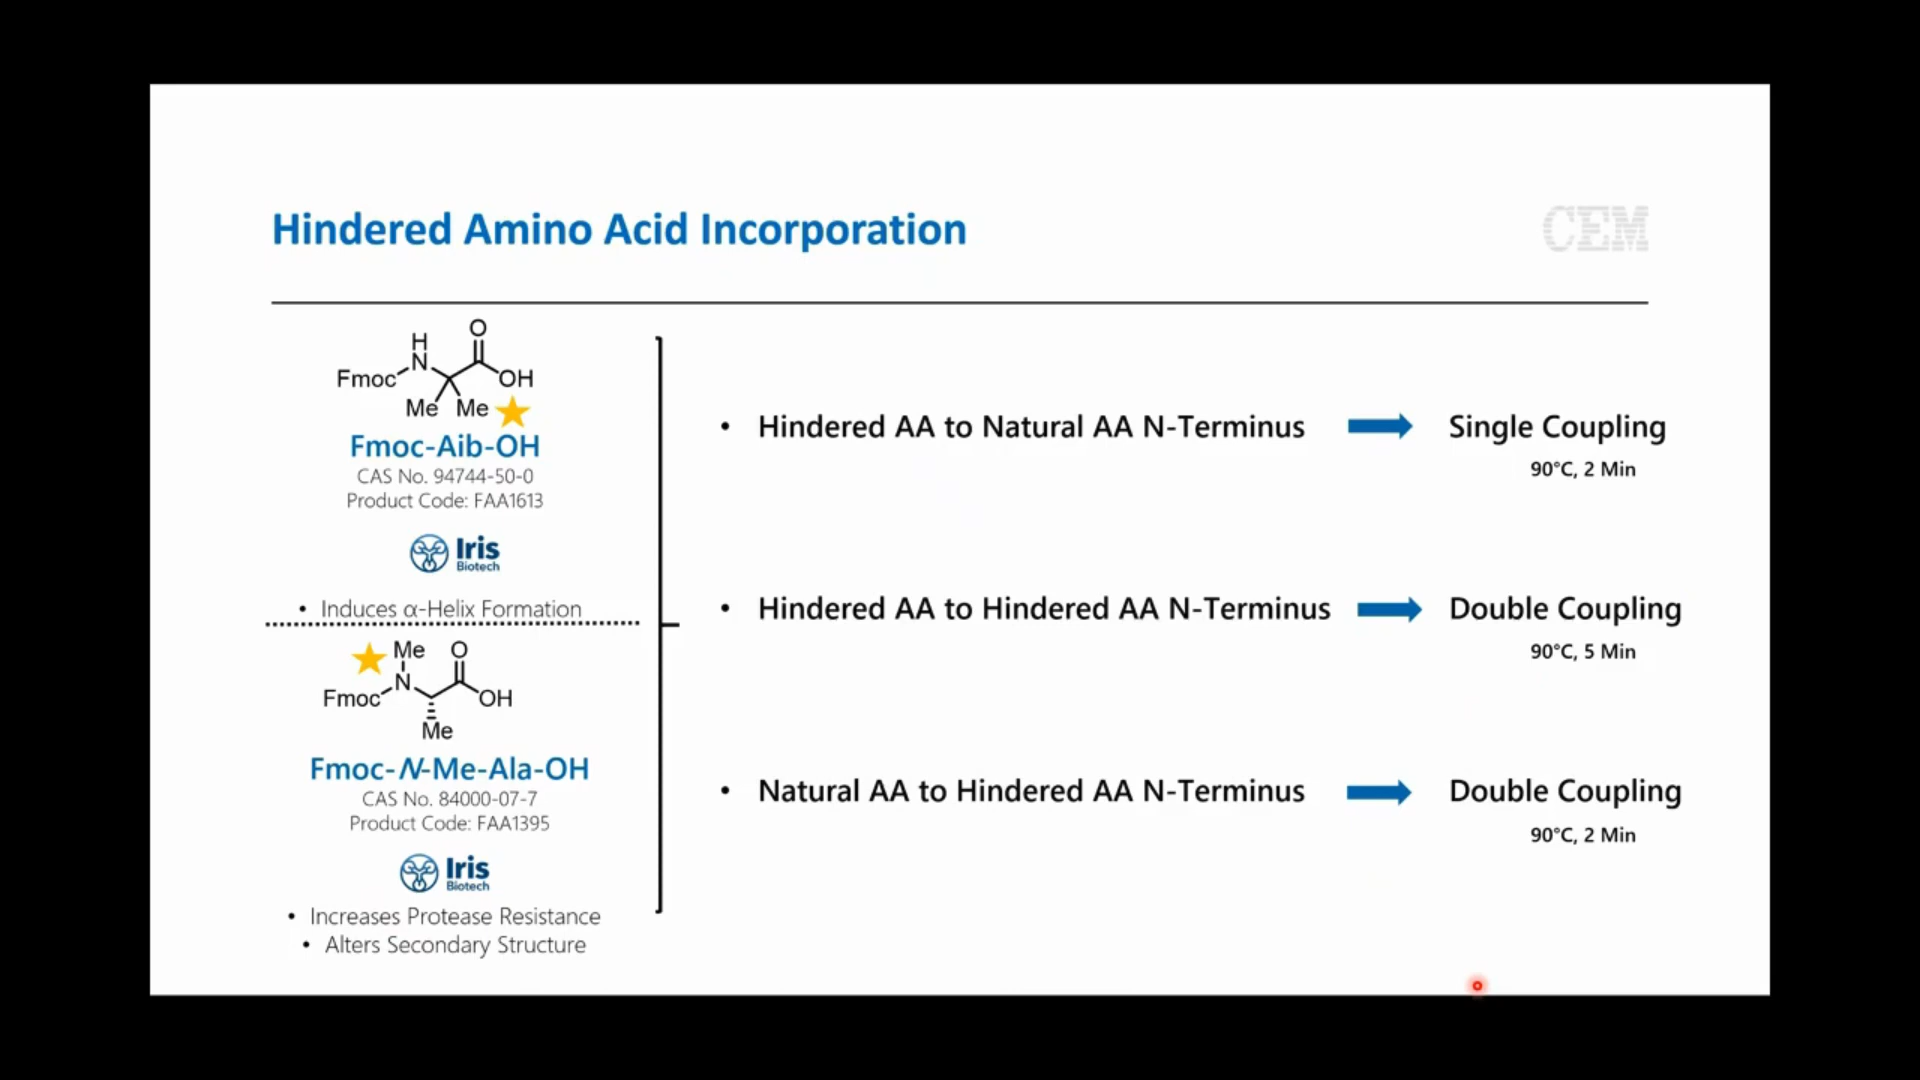 Hindered Amino Acid Incorporation
CEM
H
N
O
Fmoc
OH
Me Me
Fmoc-Aib-OH
CAS No. 94744-50-0
Product Code: FAA1613
Iris
Biotech
• Induces α-Helix Formation
Me
O
N
Fmoc
OH
Me
Fmoc-N-Me-Ala-OH
CAS No. 84000-07-7
Product Code: FAA1395
Iris
Biotech
• Increases Protease Resistance
• Alters Secondary Structure
• Hindered AA to Natural AA N-Terminus
Single Coupling
90°C, 2 Min
• Hindered AA to Hindered AA N-Terminus
Double Coupling
90°C, 5 Min
• Natural AA to Hindered AA N-Terminus
Double Coupling
90°C, 2 Min